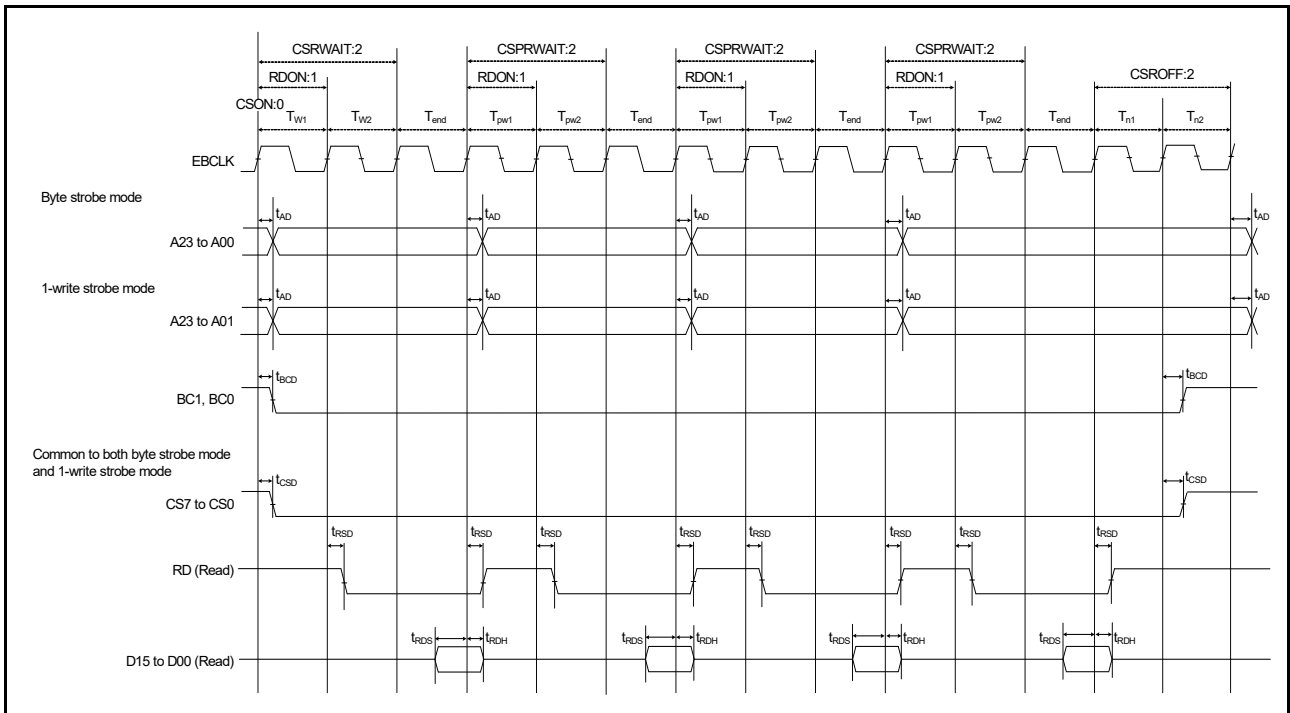 CSRWAIT:2 CSPRWAIT:2 CSPRWAIT:2 CSPRWAIT:2
RDON:1 RDON:1 RDON:1 RDON:1 CSROFF:2
CSON:0
TW1 TW2 Tend Tpw1 Tpw2 Tend Tpw1 Tpw2 Tend Tpw1 Tpw2 Tend Tn1 Tn2
EBCLK
Byte strobe mode
tAD tAD tAD tAD tAD
A23 to A00
1-write strobe mode
tAD tAD tAD tAD tAD
A23 to A01
tBCD tBCD
BC1, BC0
Common to both byte strobe mode
and 1-write strobe mode
tCSD tCSD
CS7 to CS0
tRSD tRSD tRSD tRSD tRSD tRSD tRSD tRSD
RD (Read)
tRDS tRDH tRDS tRDH tRDS tRDH tRDS tRDH
D15 to D00 (Read)